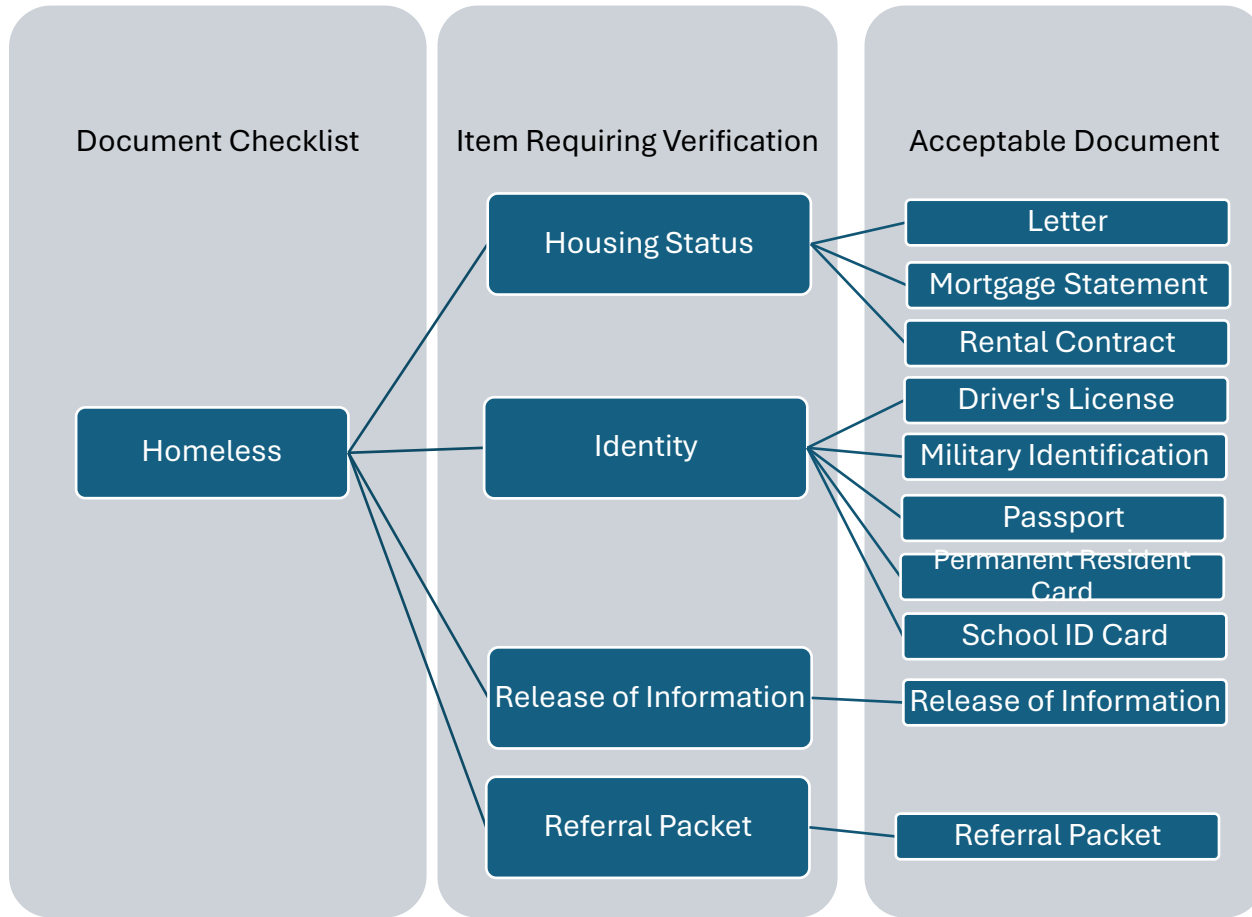 Document Checklist
Item Requiring Verification
Acceptable Document
Homeless
Housing Status
Identity
Release of Information
Referral Packet
Letter
Mortgage Statement
Rental Contract
Driver's License
Military Identification
Passport
Permanent Resident
Card
School ID Card
Release of Information
Referral Packet